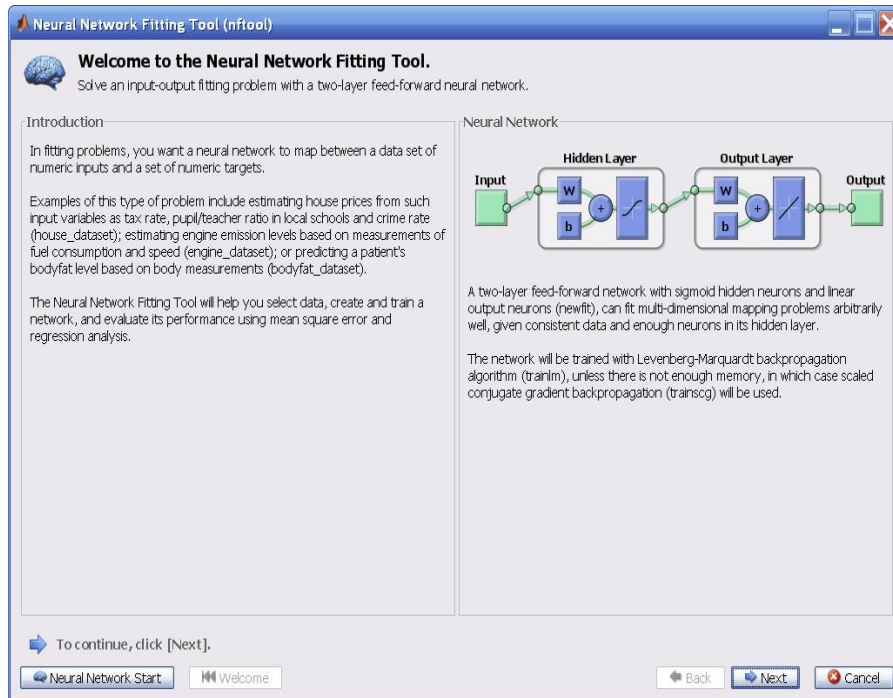 Neural Network Fitting Tool (nftool)
Welcome to the Neural Network Fitting Tool.
Solve an input-output fitting problem with a two-layer feed-forward neural network.
Introduction
In fitting problems, you want a neural network to map between a data set of
numeric inputs and a set of numeric targets.
Examples of this type of problem include estimating house prices from such
input variables as tax rate, pupil/teacher ratio in local schools and crime rate
(house_dataset); estimating engine emission levels based on measurements of
fuel consumption and speed (engine_dataset); or predicting a patient's
bodyfat level based on body measurements (bodyfat_dataset).
The Neural Network Fitting Tool will help you select data, create and train a
network, and evaluate its performance using mean square error and
regression analysis.
Neural Network
Hidden Layer
Output Layer
Input
Output
W
b
+
W
b
+
A two-layer feed-forward network with sigmoid hidden neurons and linear
output neurons (newfit), can fit multi-dimensional mapping problems arbitrarily
well, given consistent data and enough neurons in its hidden layer.
The network will be trained with Levenberg-Marquardt backpropagation
algorithm (trainlm), unless there is not enough memory, in which case scaled
conjugate gradient backpropagation (trainscg) will be used.
To continue, click [Next].
Neural Network Start
Welcome
Back
Next
Cancel